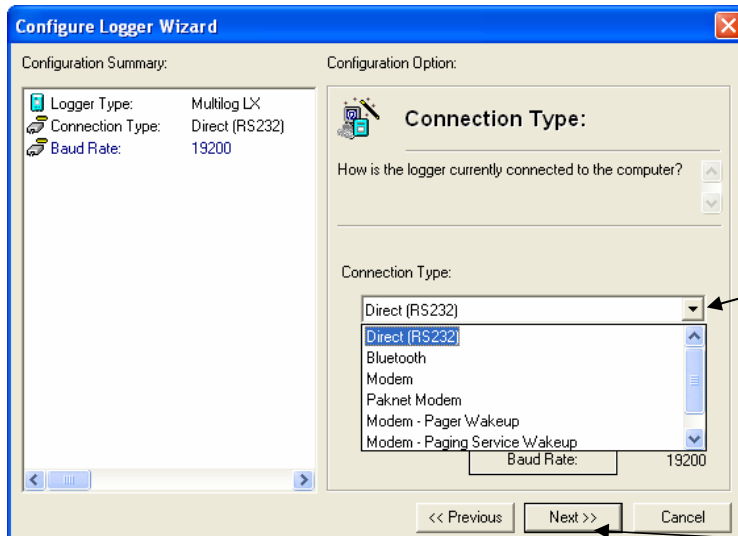 Configure Logger Wizard
Configuration Summary:
Logger Type: Multilog LX
Connection Type: Direct (RS232)
Baud Rate: 19200
Configuration Option:
Connection Type:
How is the logger currently connected to the computer?
Connection Type:
Direct (RS232)
Direct (RS232)
Bluetooth
Modem
Paknet Modem
Modem - Pager Wakeup
Modem - Paging Service Wakeup
Baud Rate: 19200
<< Previous Next >> Cancel